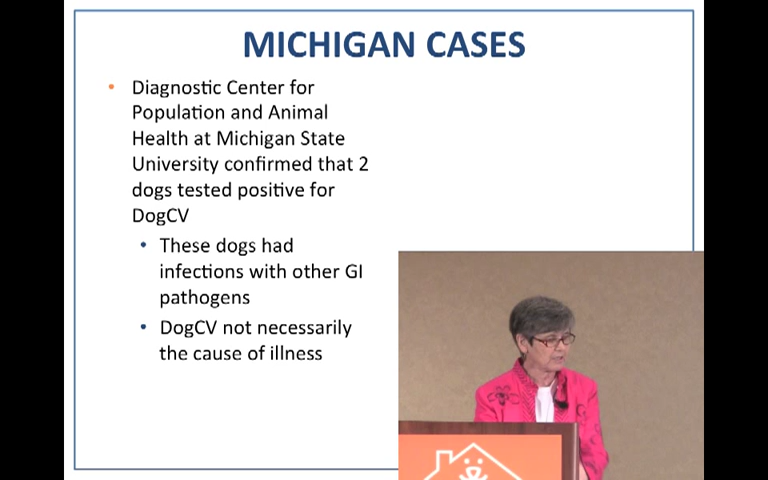 MICHIGAN CASES
• Diagnostic Center for
Population and Animal
Health at Michigan State
University confirmed that 2
dogs tested positive for
DogCV
• These dogs had
infections with other GI
pathogens
• DogCV not necessarily
the cause of illness